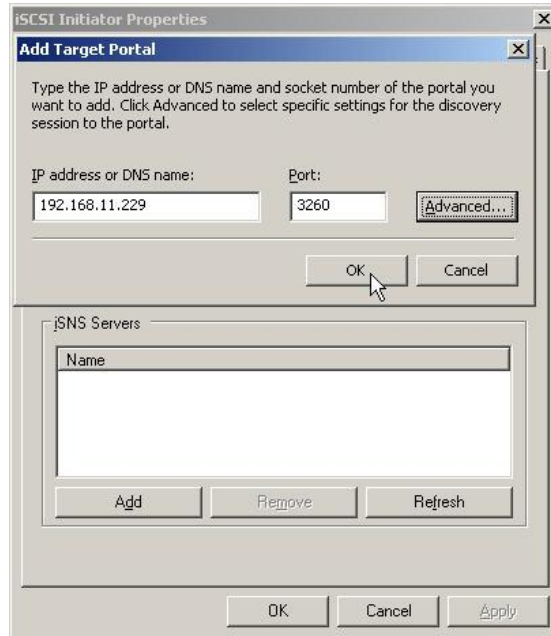 iSCSI Initiator Properties
Add Target Portal
Type the IP address or DNS name and socket number of the portal you
want to add. Click Advanced to select specific settings for the discovery
session to the portal.
IP address or DNS name:
Port:
192.168.11.229
3260
Advanced...
OK
Cancel
iSNS Servers
Name
Add
Remove
Refresh
OK
Cancel
Apply